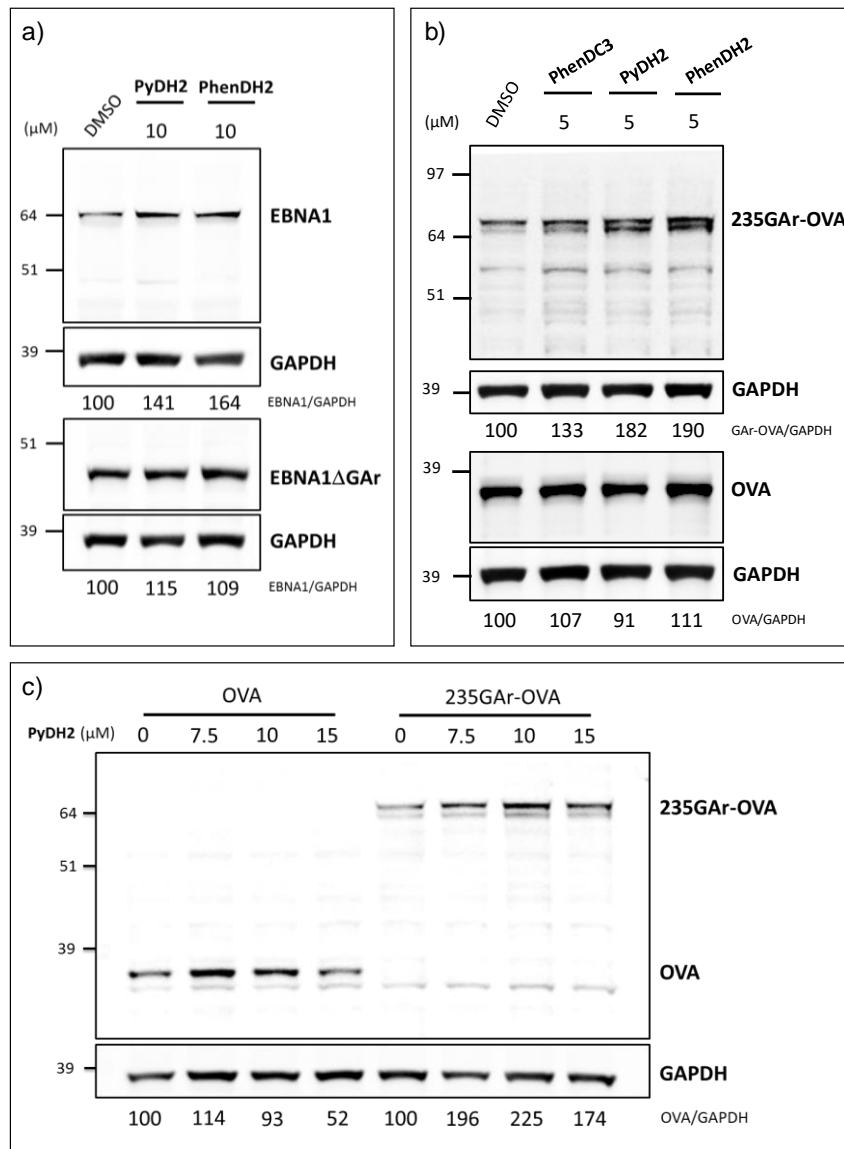 a)
PyDH2 PhenDH2
DMSO
(µM) 10 10
64
EBNA1
51
39
GAPDH
100 141 164 EBNA1/GAPDH
51
EBNA1ΔGAr
39
GAPDH
100 115 109 EBNA1/GAPDH
b)
PhenDC3 PyDH2 PhenDH2
DMSO
(µM) 5 5 5
97
235GAr-OVA
64
51
39 GAPDH
100 133 182 190 GAr-OVA/GAPDH
39
OVA
39 GAPDH
100 107 91 111 OVA/GAPDH
c)
OVA 235GAr-OVA
PyDH2 (µM) 0 7.5 10 15 0 7.5 10 15
64 235GAr-OVA
51
39
OVA
39 GAPDH
100 114 93 52 100 196 225 174 OVA/GAPDH